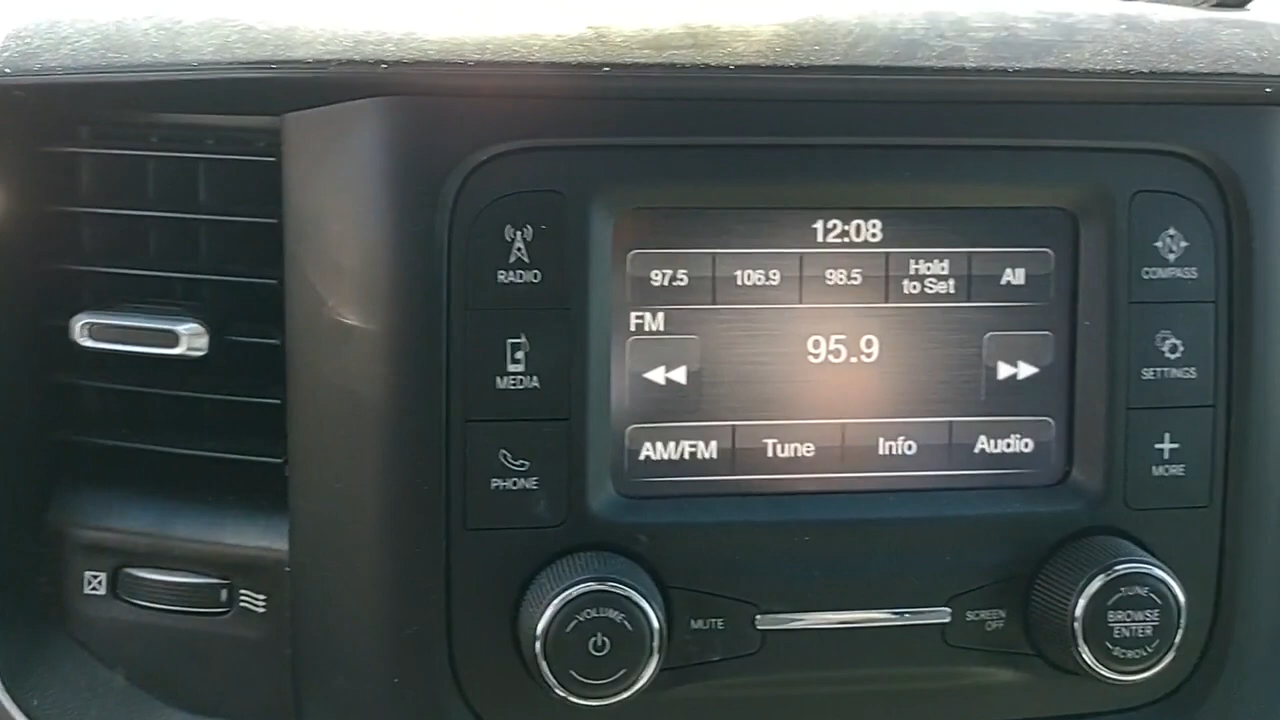 12:08
97.5 106.9 98.5 Hold to Set All
FM
95.9
AM/FM Tune Info Audio
RADIO
MEDIA
PHONE
N
COMPASS
SETTINGS
MORE
VOLUME
MUTE
SCREEN
OFF
TUNE
BROWSE
ENTER
SCROLL